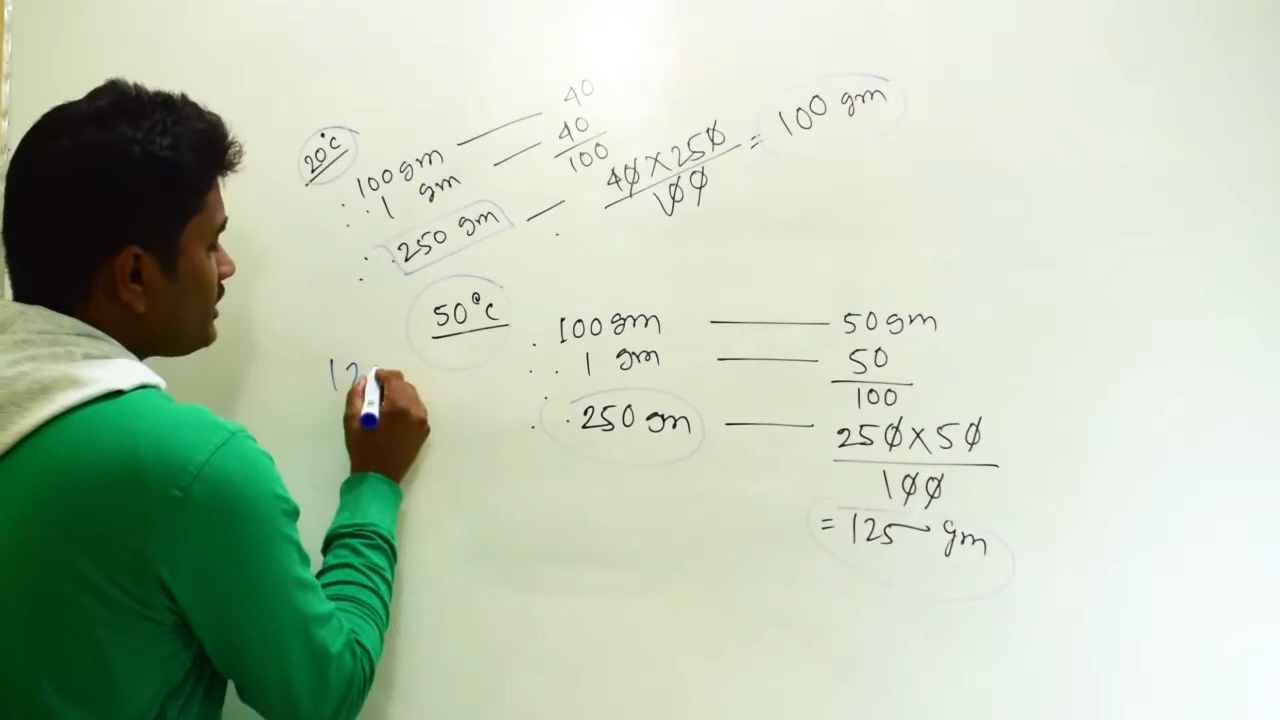 20°C
100 gm — 40
∴ 1 gm — 40/100
∴ 250 gm — 40 X 250/100 = 100 gm
50°C
100 gm — 50 gm
∴ 1 gm — 50/100
∴ 250 gm — 250 X 50/100
= 125 gm
12